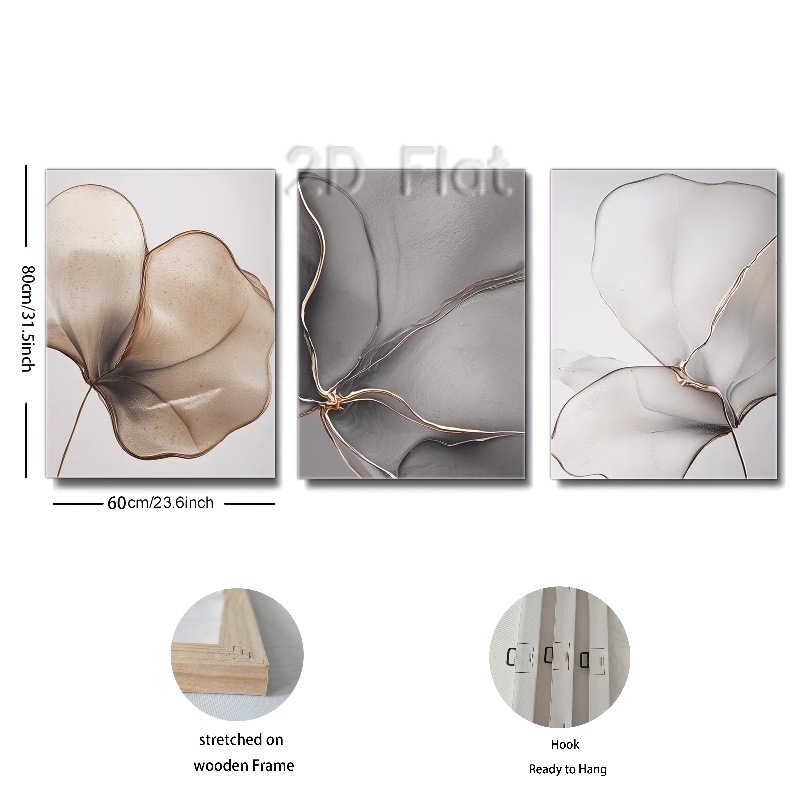 2D Flat
80cm/31.5inch
60cm/23.6inch
stretched on
wooden Frame
Hook
Ready to Hang